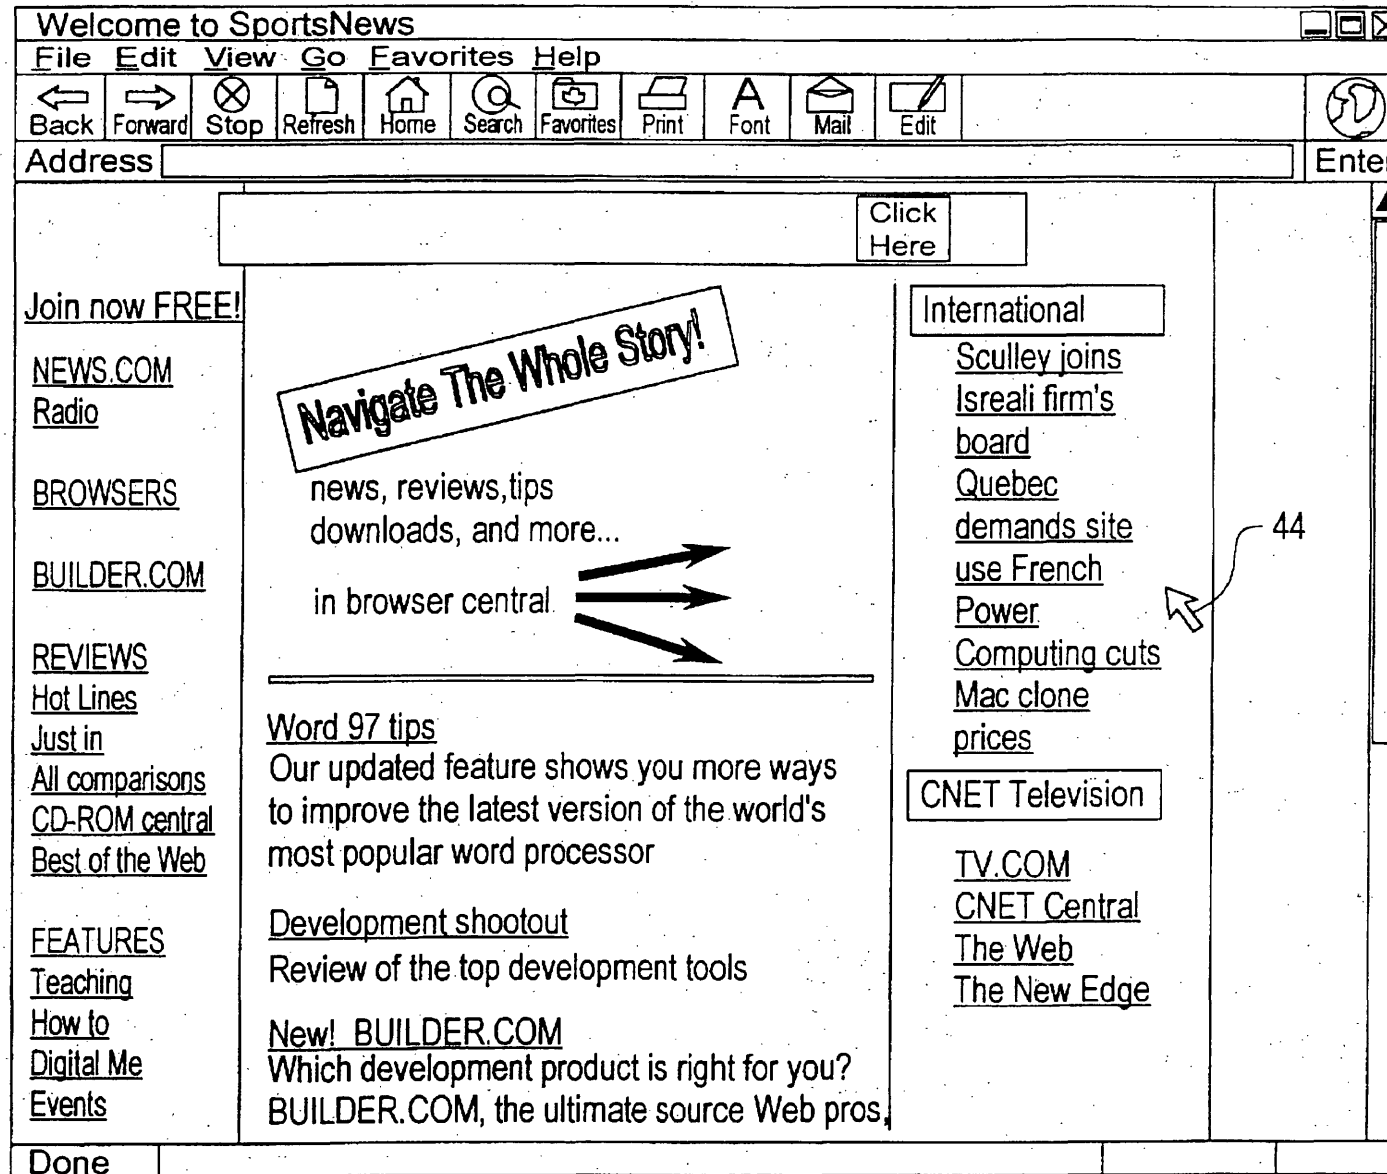 Welcome to SportsNews
File Edit View Go Favorites Help
Back Forward Stop Refresh Home Search Favorites Print Font Mail Edit
Address Enter
Click
Here
Join now FREE!
NEWS.COM
Radio
BROWSERS
BUILDER.COM
REVIEWS
Hot Lines
Just in
All comparisons
CD-ROM central
Best of the Web
FEATURES
Teaching
How to
Digital Me
Events
Navigate The Whole Story!
news, reviews,tips
downloads, and more...
in browser central
Word 97 tips
Our updated feature shows you more ways
to improve the latest version of the world's
most popular word processor
Development shootout
Review of the top development tools
New! BUILDER.COM
Which development product is right for you?
BUILDER.COM, the ultimate source Web pros,
International
Sculley joins
Isreali firm's
board
Quebec
demands site
use French
Power
Computing cuts
Mac clone
prices
CNET Television
TV.COM
CNET Central
The Web
The New Edge
44
Done